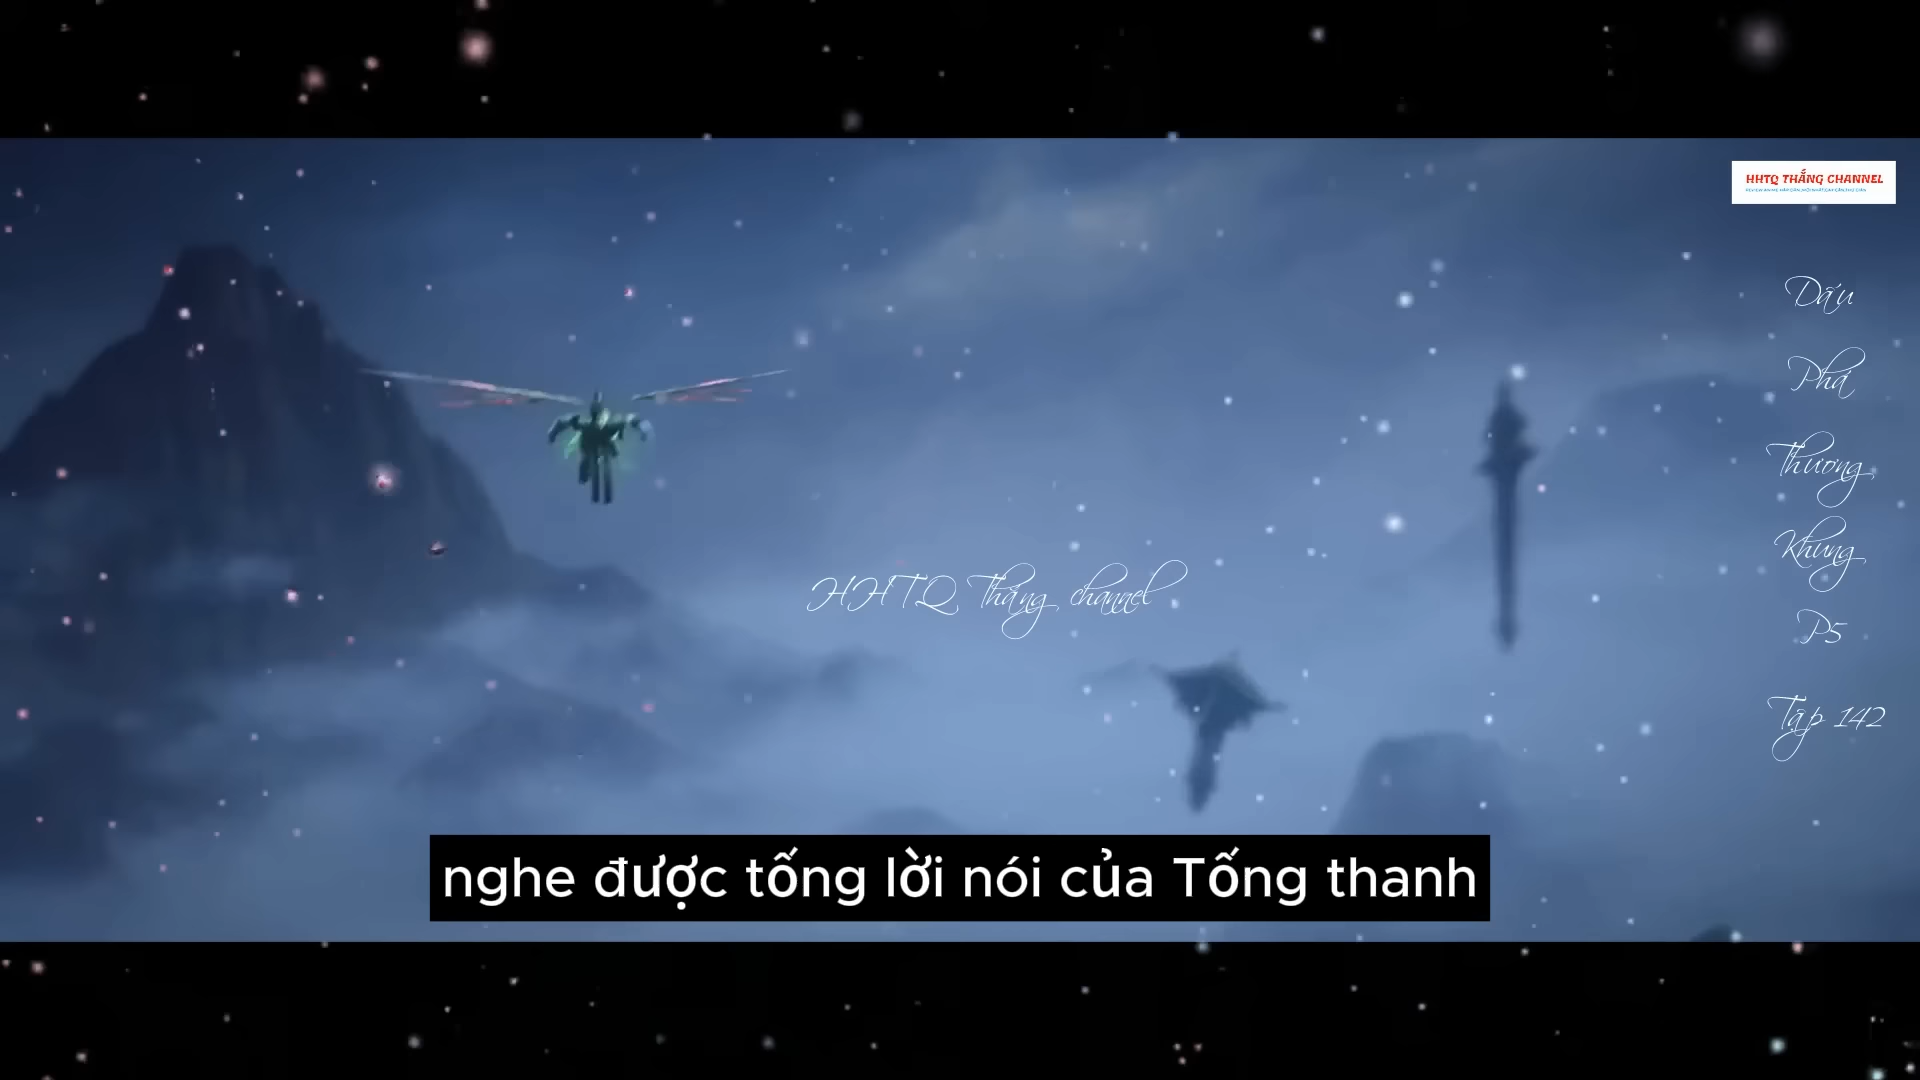 HHTQ THẮNG CHANNEL
Dấu
Phá
Thương
Khung
P5
Tập 142
HHTQ Thắng channel
nghe được tống lời nói của Tống thanh